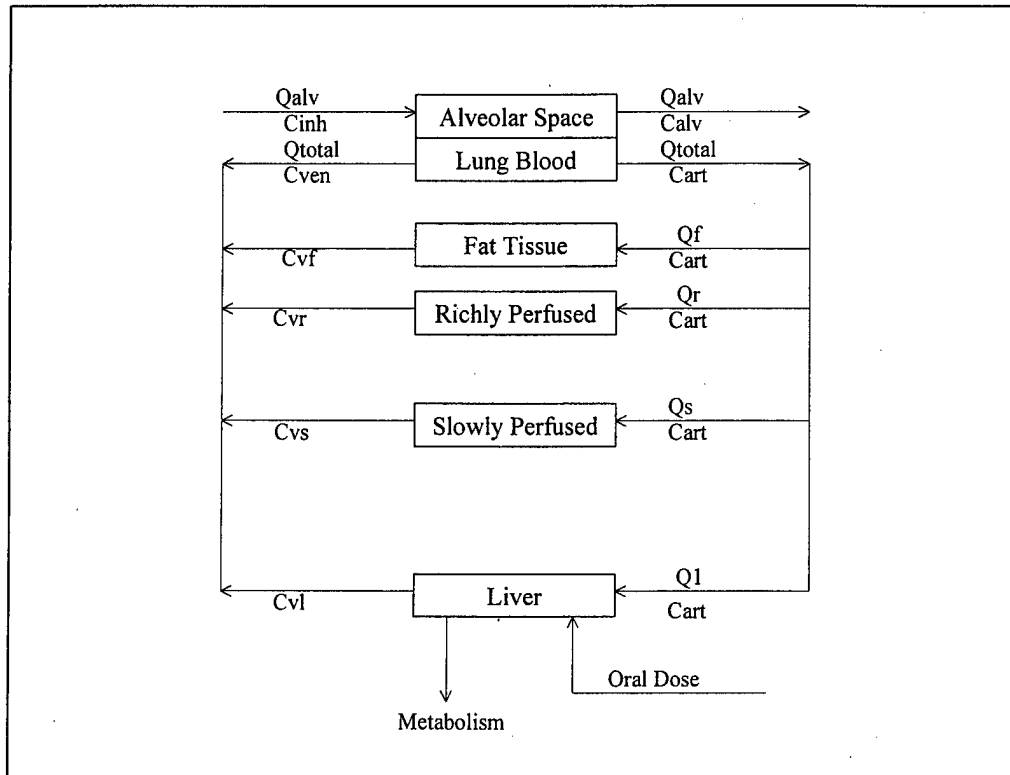 Qalv
Cinh
Alveolar Space
Qalv
Calv
Qtotal
Cven
Lung Blood
Qtotal
Cart
Cvf
Fat Tissue
Qf
Cart
Cvr
Richly Perfused
Qr
Cart
Cvs
Slowly Perfused
Qs
Cart
Cvl
Liver
Ql
Cart
Oral Dose
Metabolism